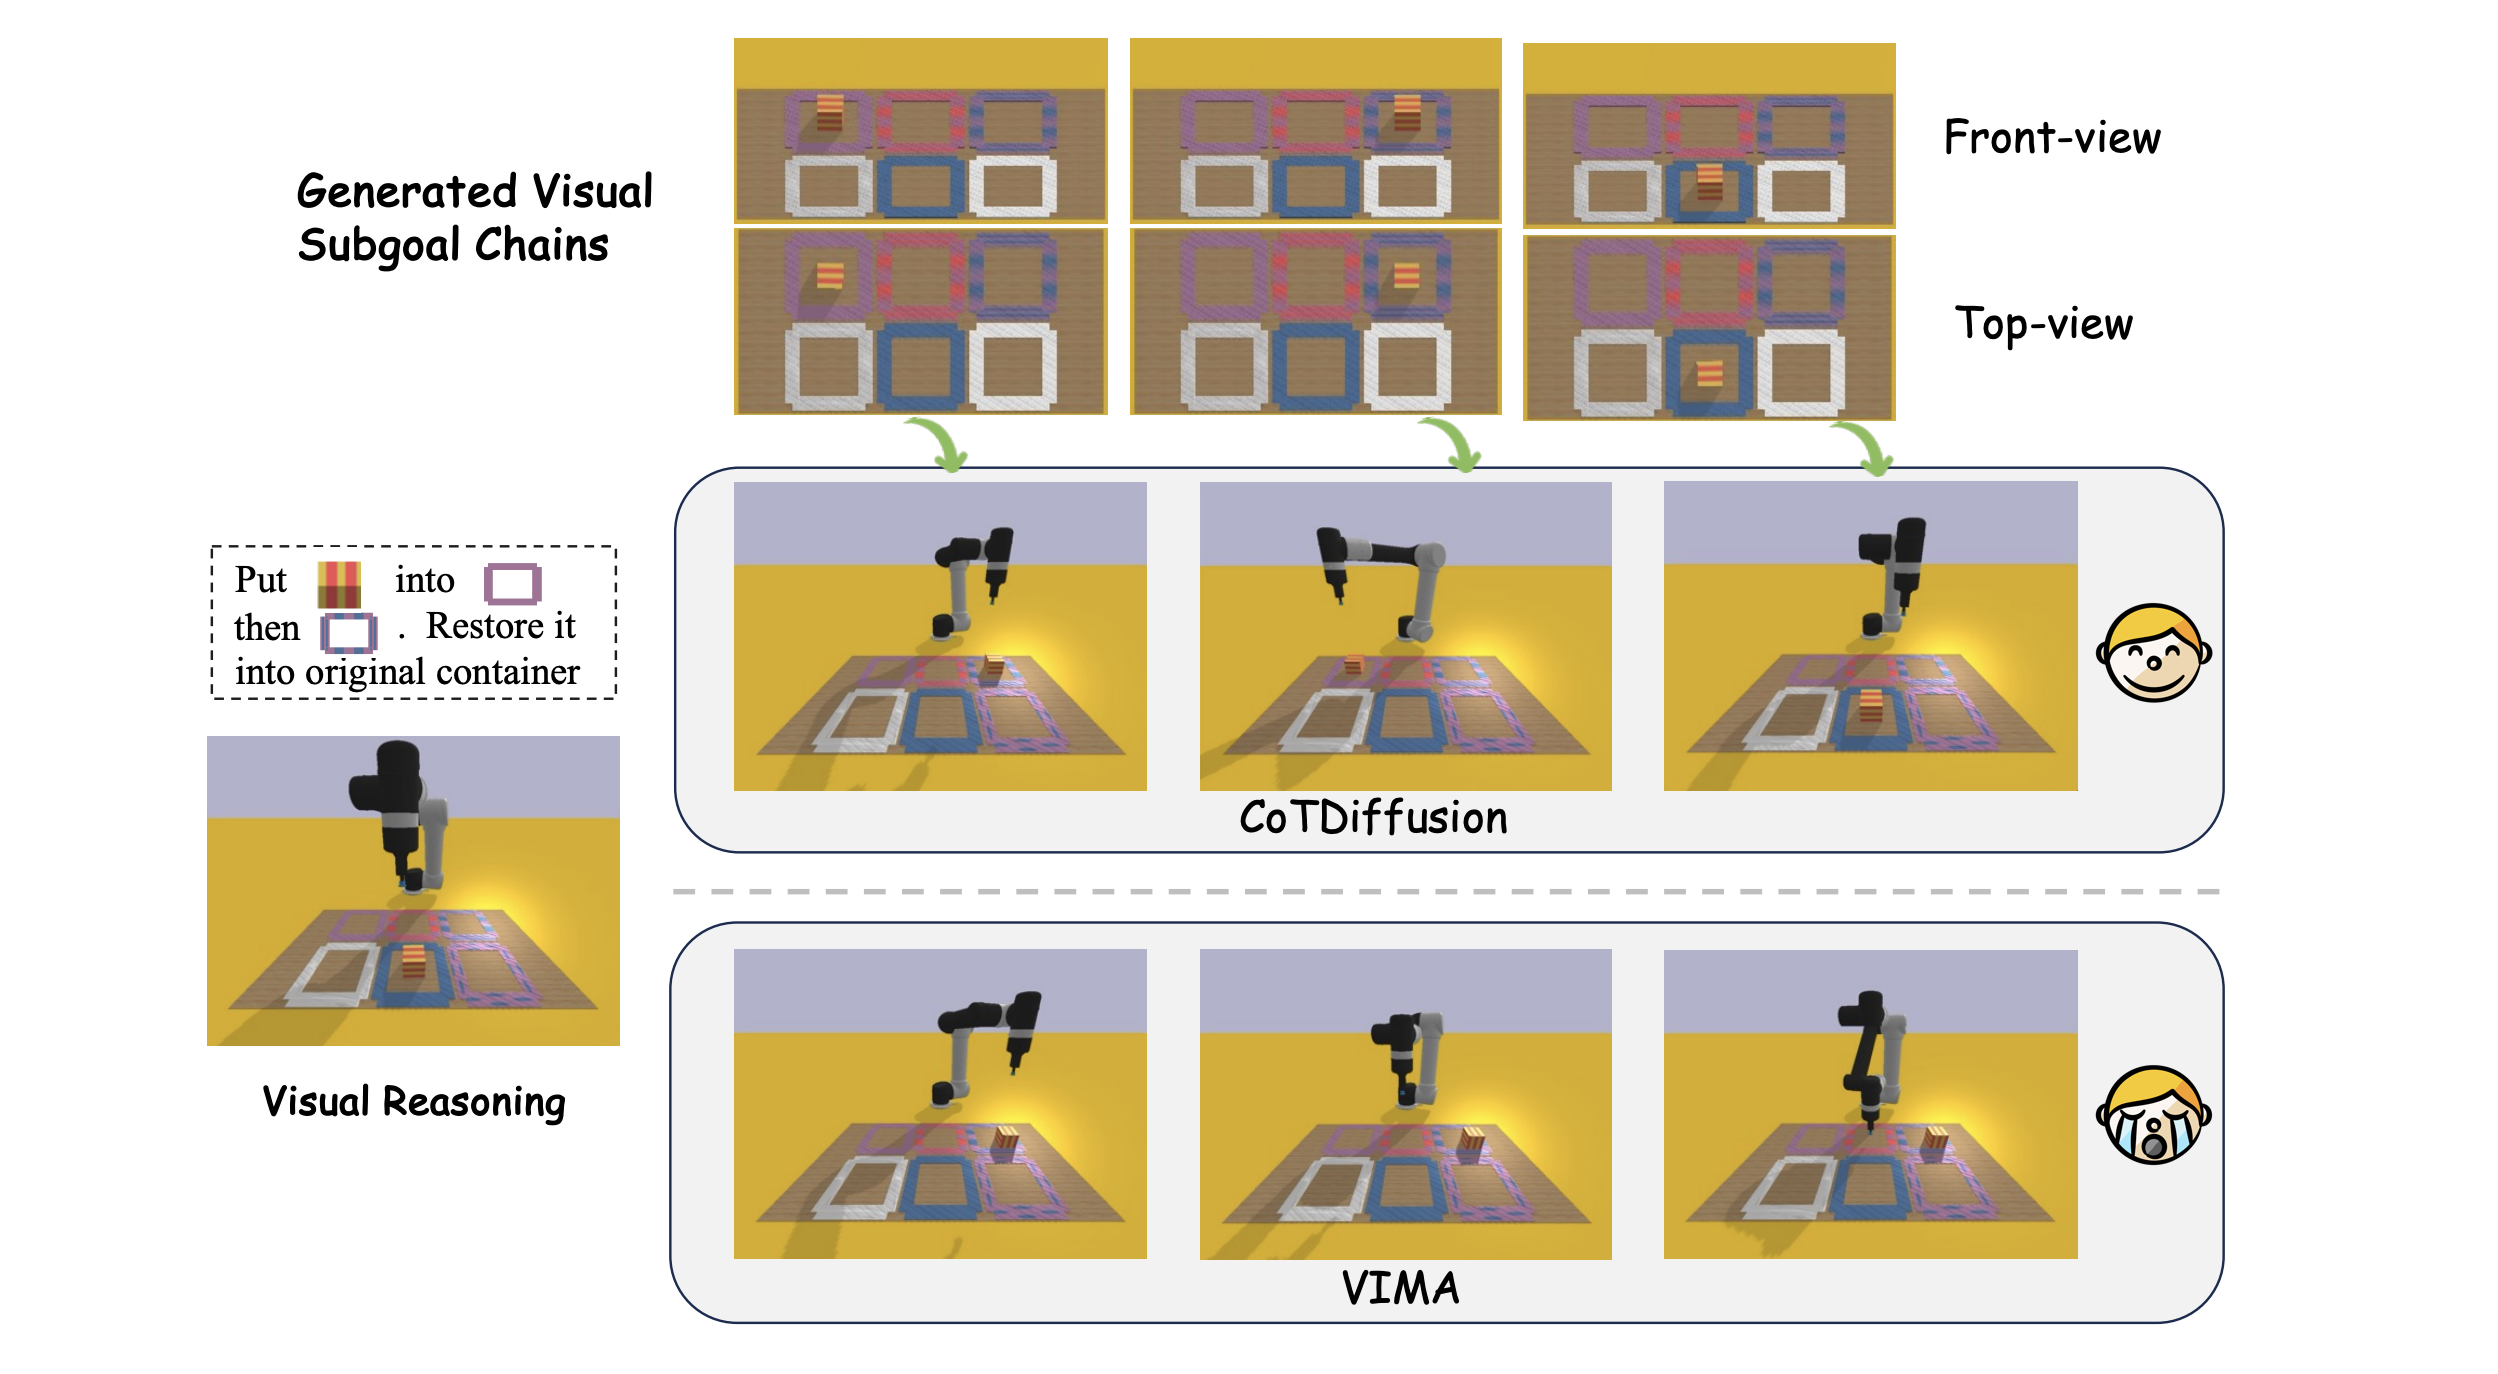 Generated Visual
Subgoal Chains
Front-view
Top-view
Put into
then . Restore it
into original container
Visual Reasoning
CoTDiffusion
VIMA